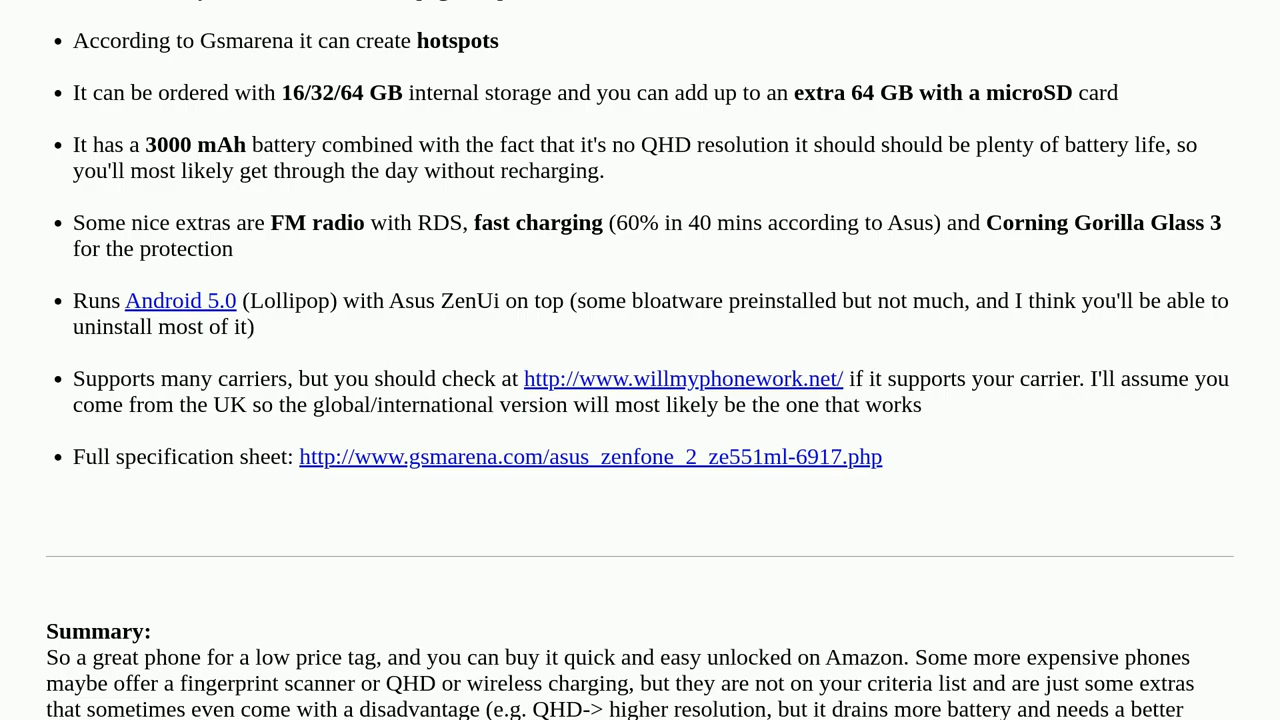 According to Gsmarena it can create hotspots
It can be ordered with 16/32/64 GB internal storage and you can add up to an extra 64 GB with a microSD card
It has a 3000 mAh battery combined with the fact that it's no QHD resolution it should should be plenty of battery life, so
you'll most likely get through the day without recharging.
Some nice extras are FM radio with RDS, fast charging (60% in 40 mins according to Asus) and Corning Gorilla Glass 3
for the protection
Runs Android 5.0 (Lollipop) with Asus ZenUi on top (some bloatware preinstalled but not much, and I think you'll be able to
uninstall most of it)
Supports many carriers, but you should check at http://www.willmyphonework.net/ if it supports your carrier. I'll assume you
come from the UK so the global/international version will most likely be the one that works
Full specification sheet: http://www.gsmarena.com/asus_zenfone_2_ze551ml-6917.php
Summary:
So a great phone for a low price tag, and you can buy it quick and easy unlocked on Amazon. Some more expensive phones
maybe offer a fingerprint scanner or QHD or wireless charging, but they are not on your criteria list and are just some extras
that sometimes even come with a disadvantage (e.g. QHD-> higher resolution, but it drains more battery and needs a better